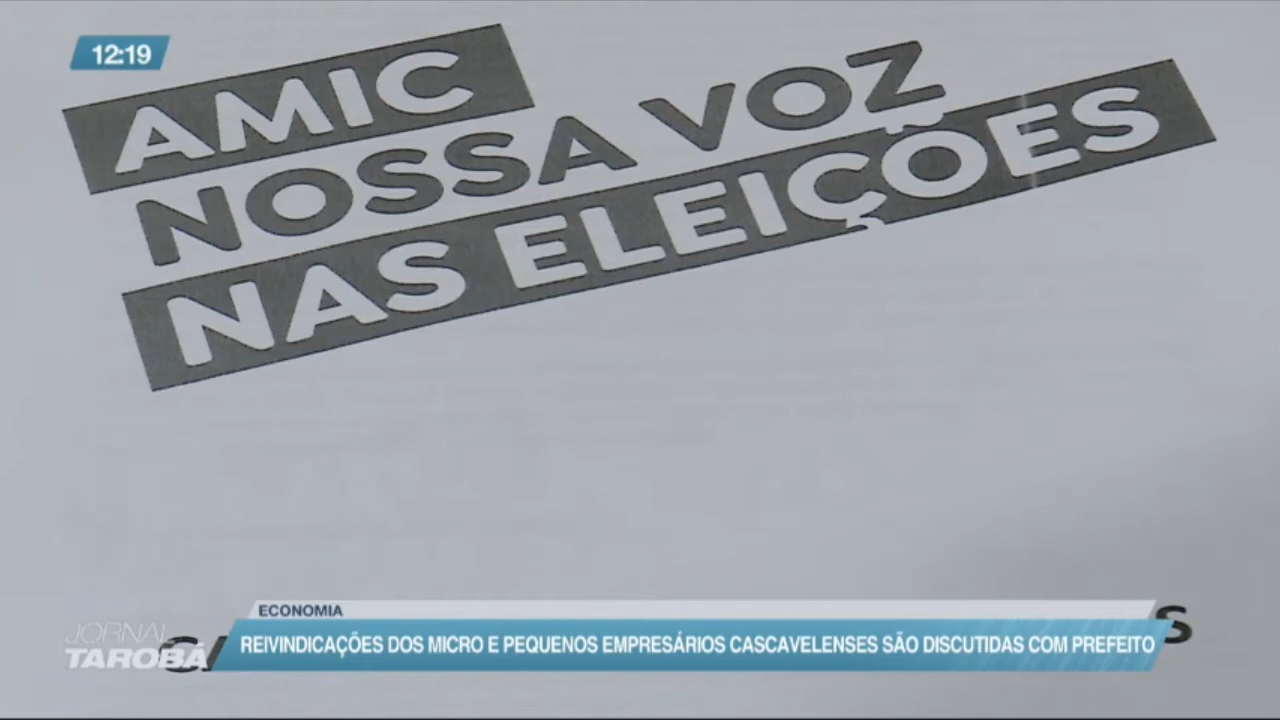 12:19
AMIC
NOSSA VOZ
NAS ELEIÇÕES
ECONOMIA
REIVINDICAÇÕES DOS MICRO E PEQUENOS EMPRESÁRIOS CASCAVELENSES SÃO DISCUTIDAS COM PREFEITO
JORNAL
TAROBÁ